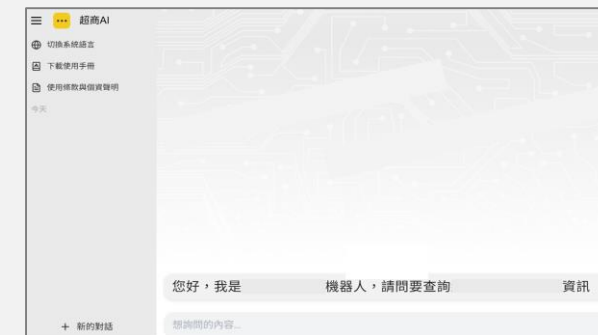 超商AI
切換系統語言
下載使用手冊
使用條款與個資聲明
今天
您好，我是 機器人，請問要查詢 資訊
想詢問的內容...
+ 新的對話